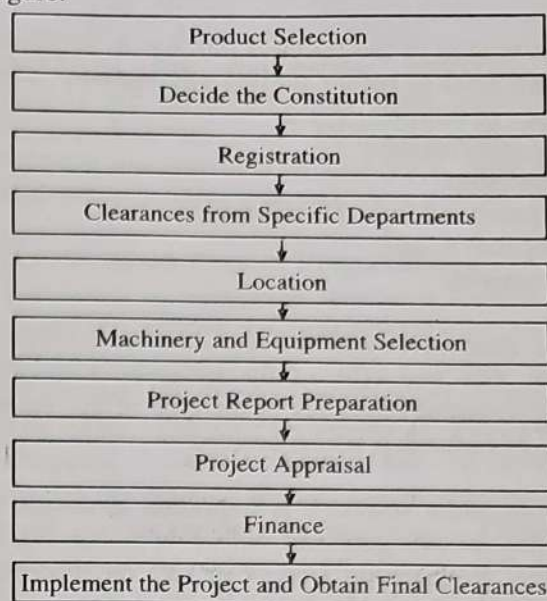 Product Selection
Decide the Constitution
Registration
Clearances from Specific Departments
Location
Machinery and Equipment Selection
Project Report Preparation
Project Appraisal
Finance
Implement the Project and Obtain Final Clearances